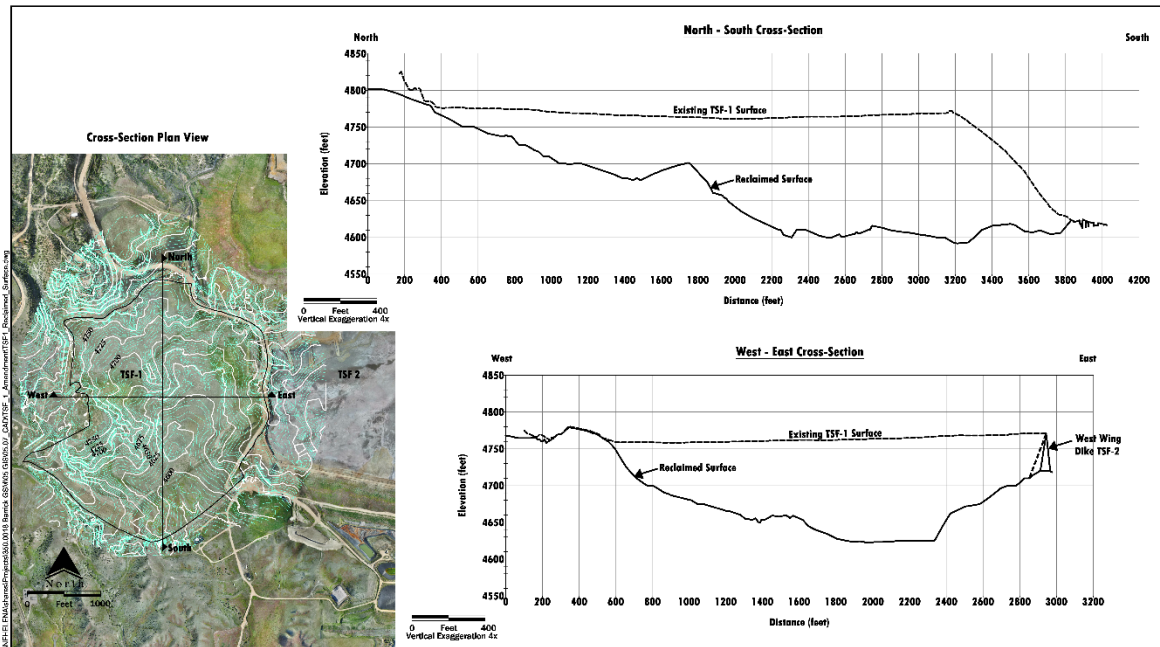 North - South Cross-Section
North
South
4850
4800
4750
4700
4650
4600
4550
Elevation (feet)
Existing TSF-1 Surface
Reclaimed Surface
0 200 400 600 800 1000 1200 1400 1600 1800 2000 2200 2400 2600 2800 3000 3200 3400 3600 3800 4000 4200
Distance (feet)
0 400
Feet
Vertical Exaggeration 4x
Cross-Section Plan View
North
4750
4725
4700
TSF-1
TSF 2
West
East
4600
South
North
0 Feet 1000
West - East Cross-Section
West
East
4850
4800
4750
4700
4650
4600
4550
Elevation (feet)
Existing TSF-1 Surface
West Wing
Dike TSF-2
Reclaimed Surface
0 200 400 600 800 1000 1200 1400 1600 1800 2000 2200 2400 2600 2800 3000 3200
Distance (feet)
0 400
Feet
Vertical Exaggeration 4x